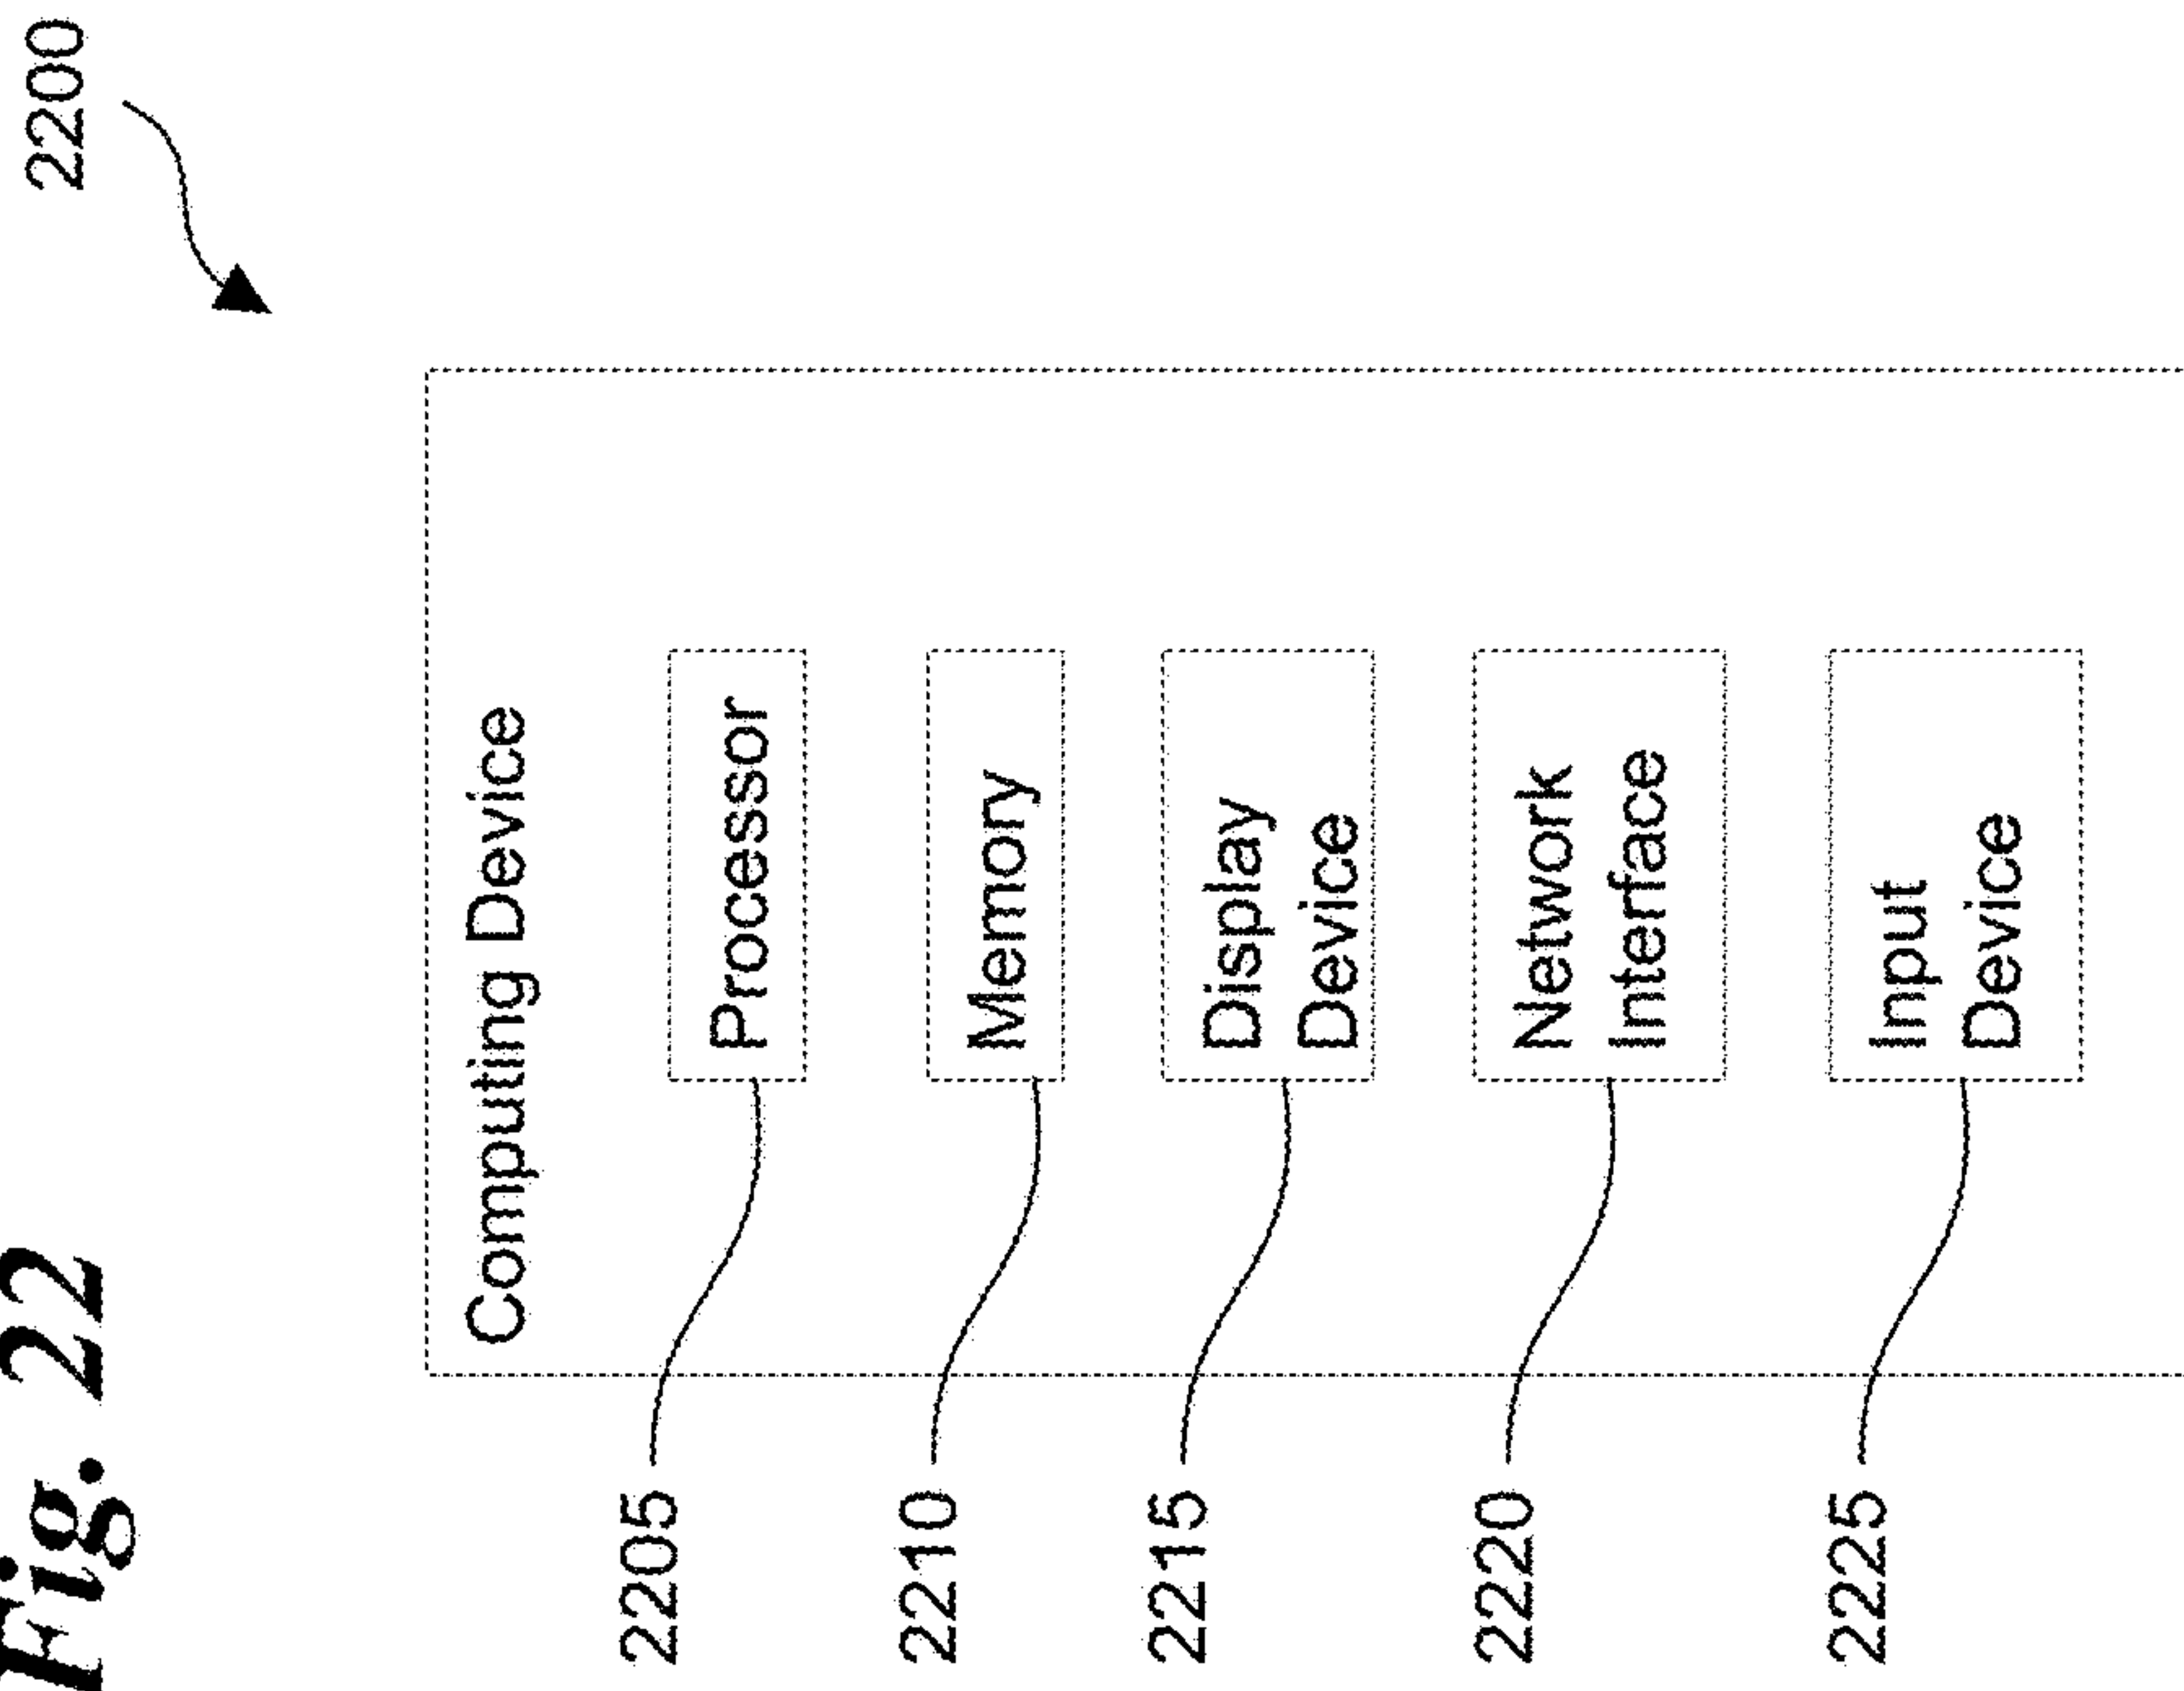 Fig. 22
2200
Computing Device
2205
Processor
2210
Memory
2215
Display
Device
2220
Network
Interface
2225
Input
Device